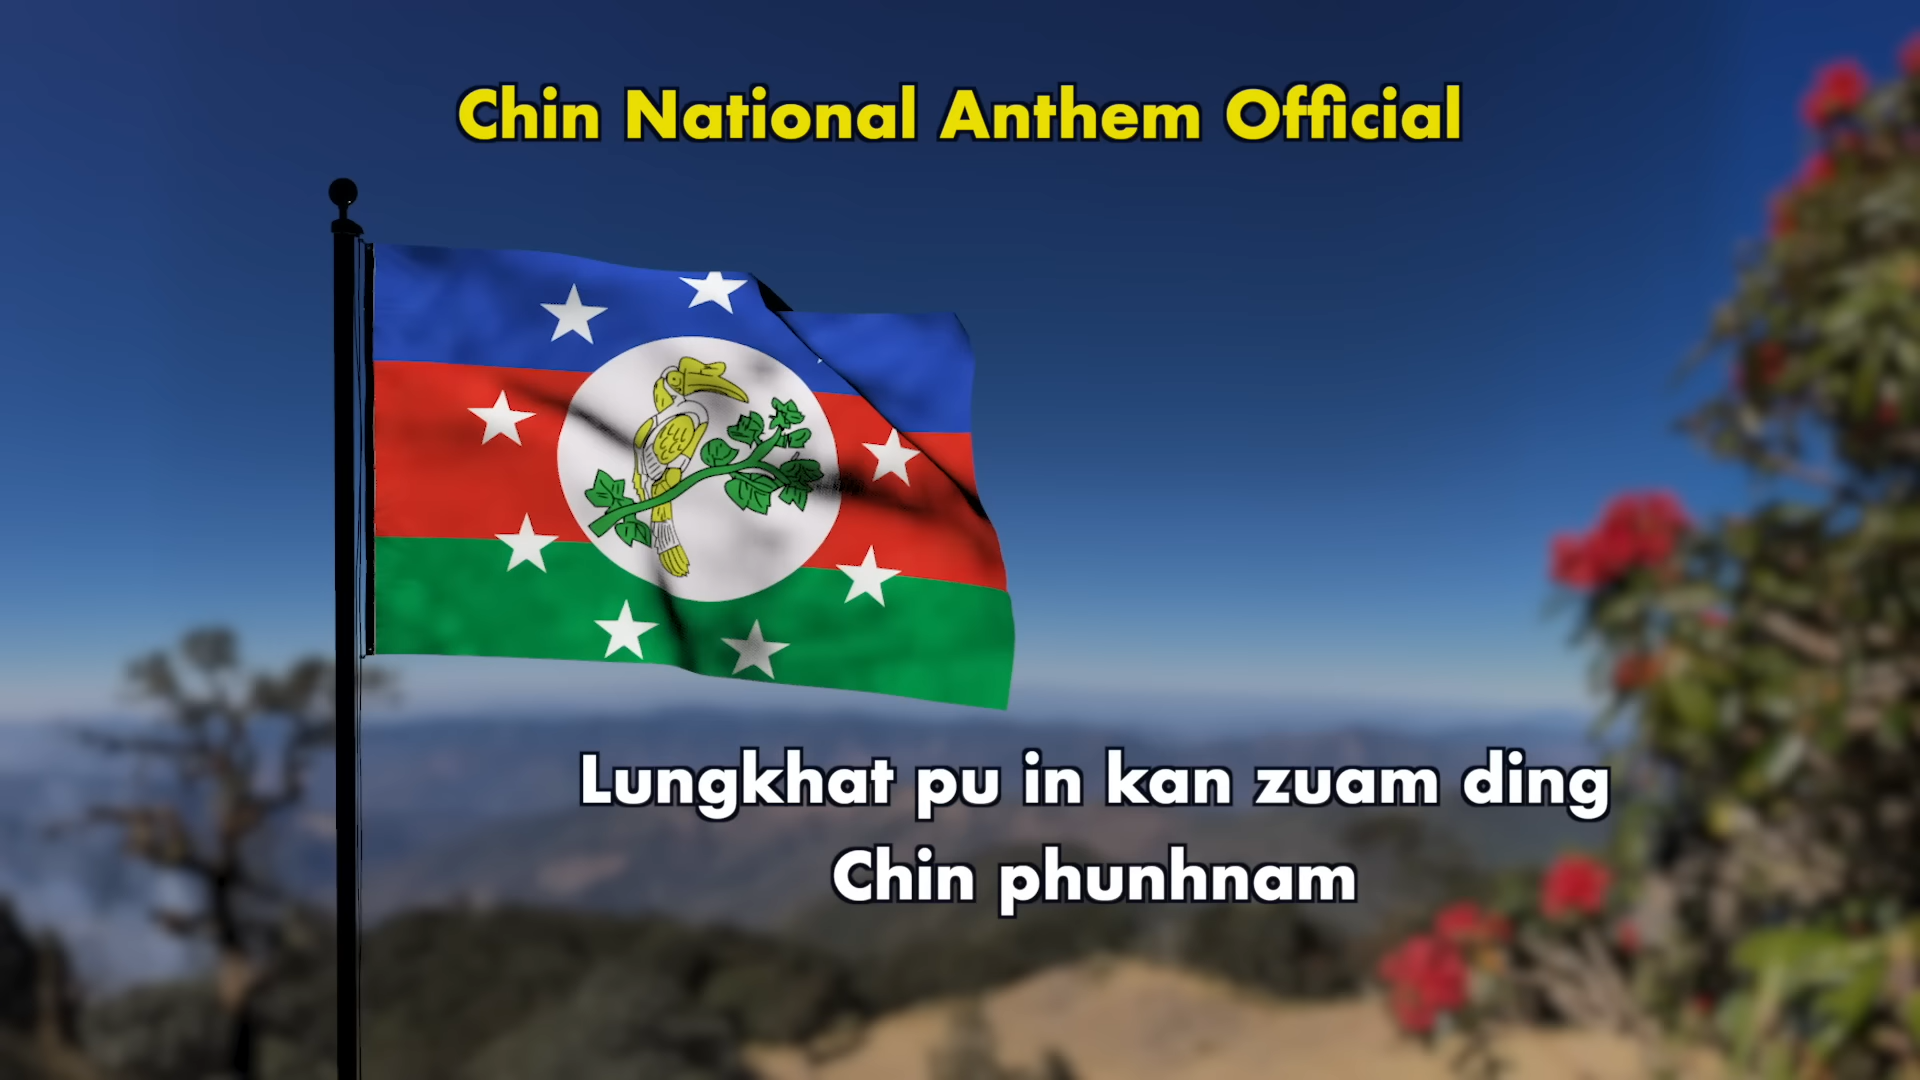 Chin National Anthem Official
Lungkhat pu in kan zuam ding
Chin phunhnam